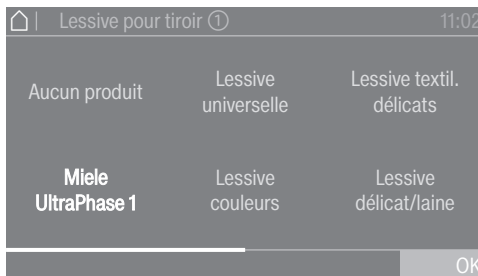 Lessive pour tiroir ① 11:02
Aucun produit
Lessive
universelle
Lessive textil.
délicats
Miele
UltraPhase 1
Lessive
couleurs
Lessive
délicat/laine
OK